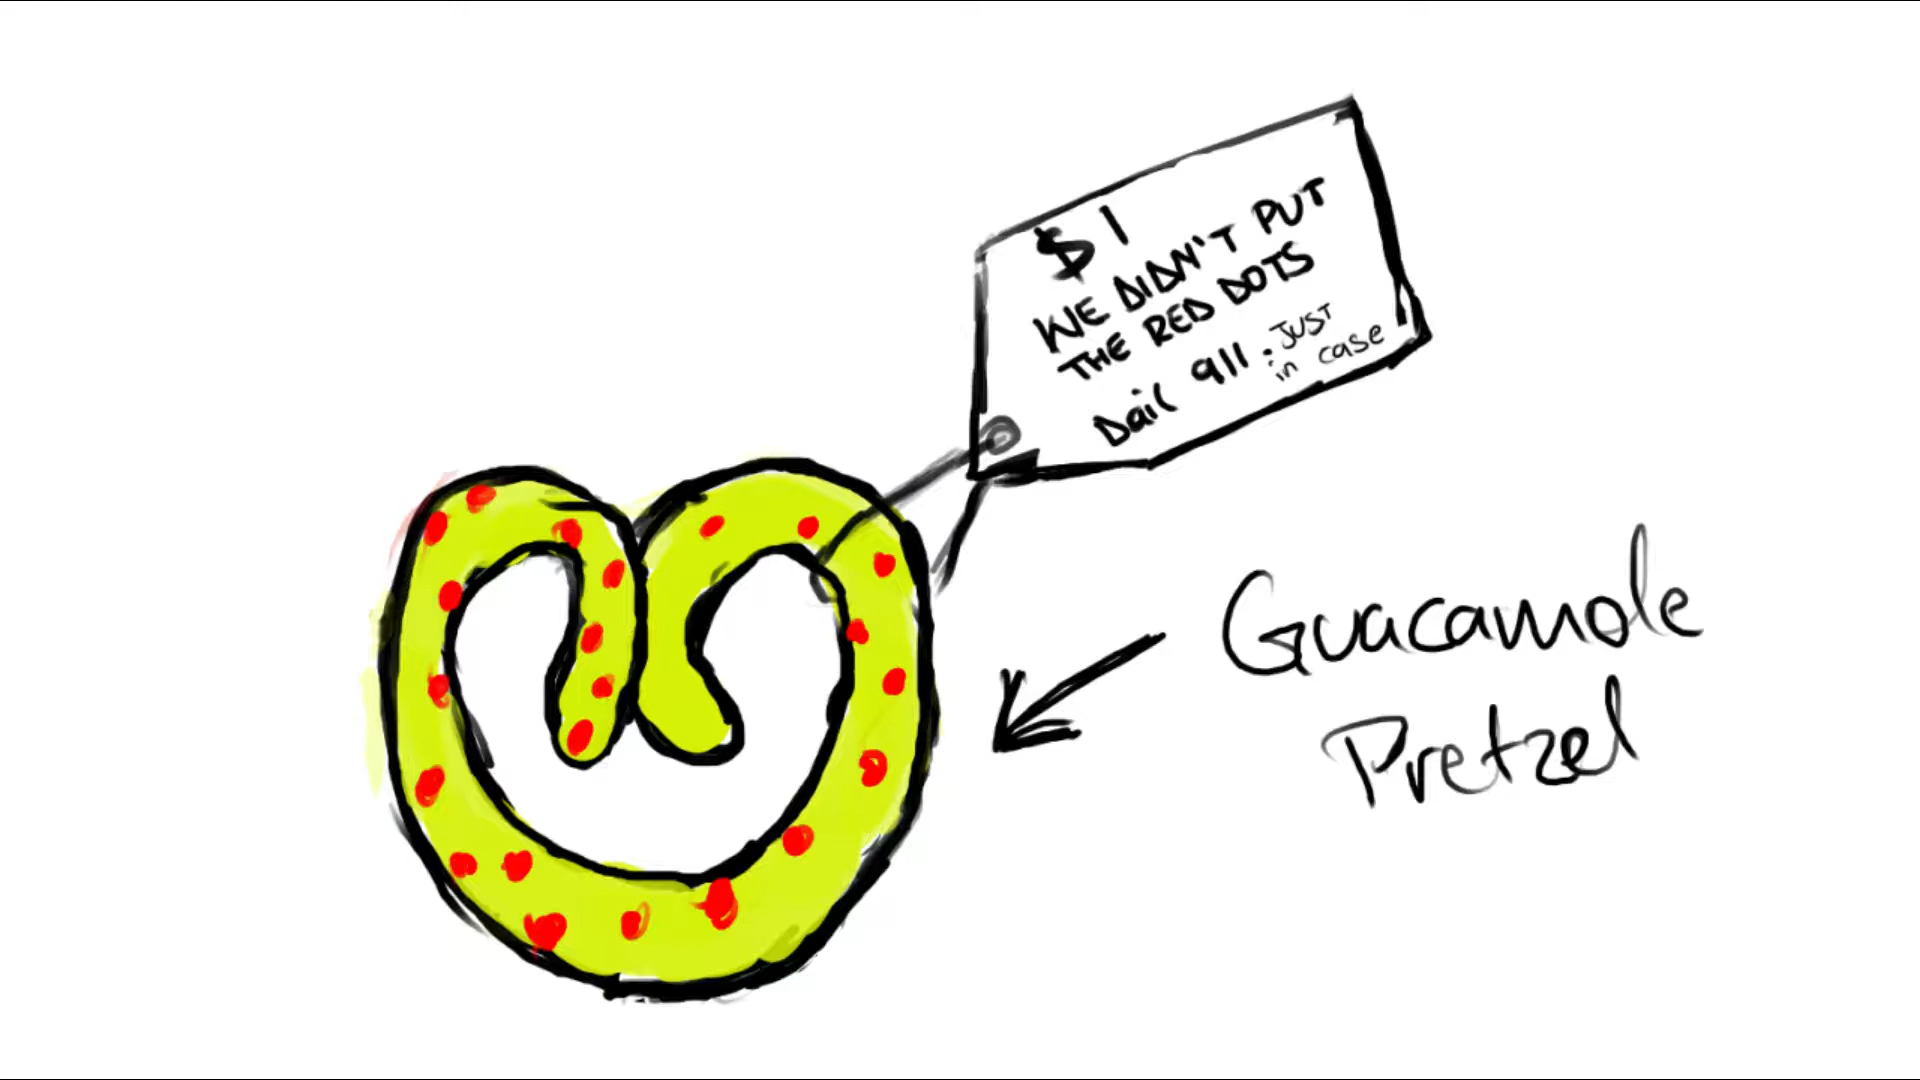 $1
WE DIDN'T PUT
THE RED DOTS
Dail 911. JUST
in case
Guacamole
Pretzel